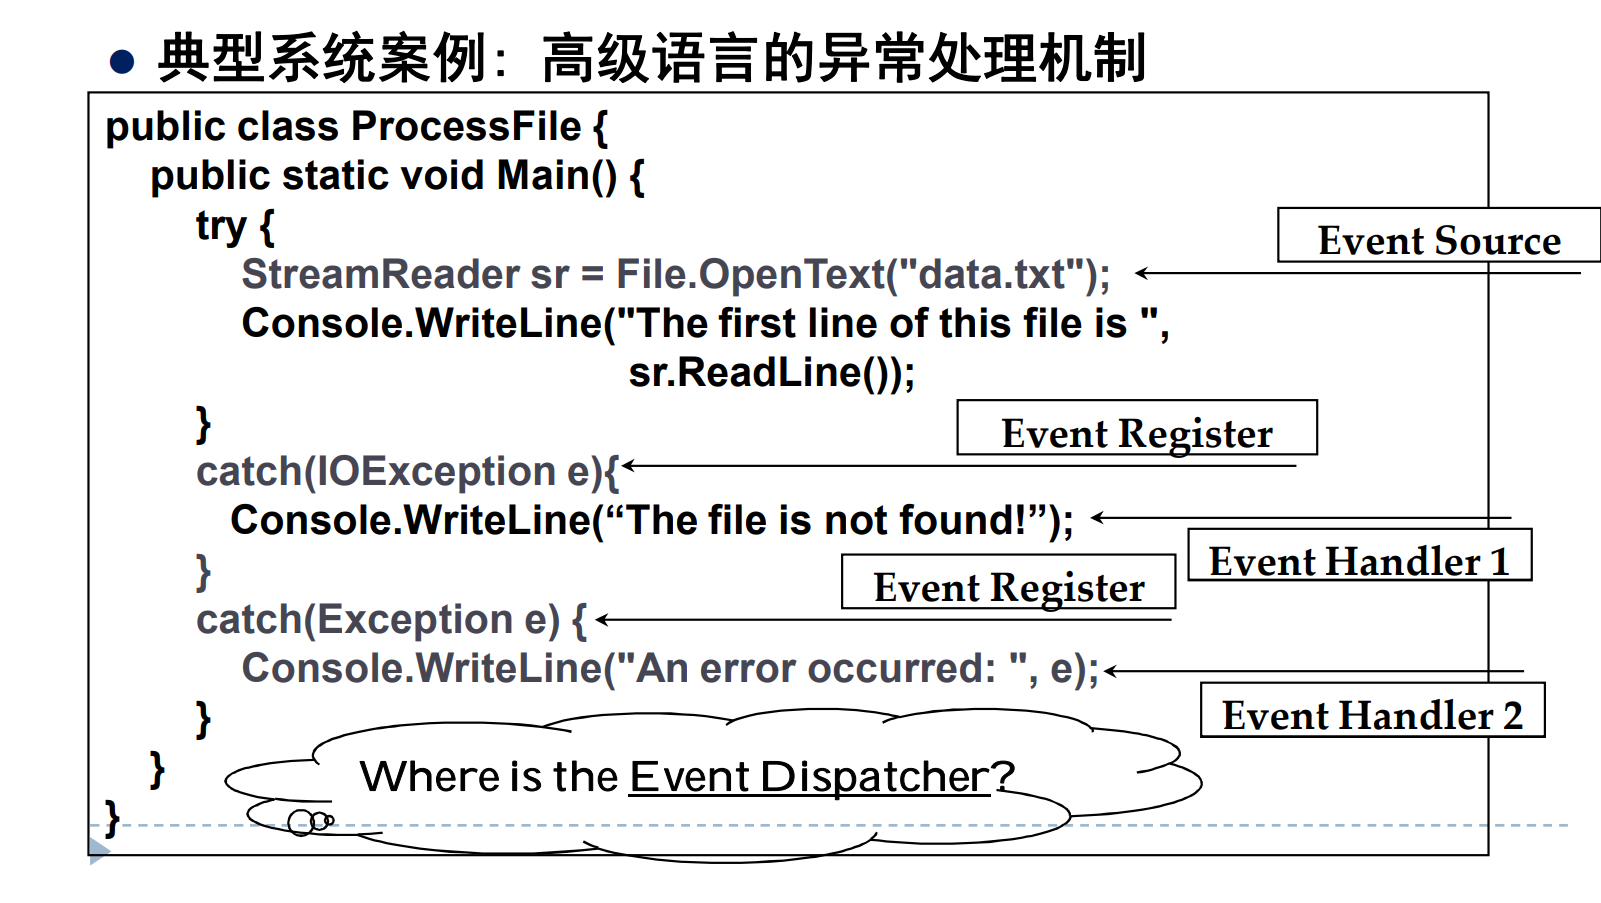 典型系统案例：高级语言的异常处理机制
public class ProcessFile {
public static void Main() {
try {
Event Source
StreamReader sr = File.OpenText("data.txt");
Console.WriteLine("The first line of this file is ",
sr.ReadLine());
}
Event Register
catch(IOException e){
Console.WriteLine(“The file is not found!”);
Event Handler 1
}
Event Register
catch(Exception e) {
Console.WriteLine("An error occurred: ", e);
Event Handler 2
}
}
Where is the Event Dispatcher?
}